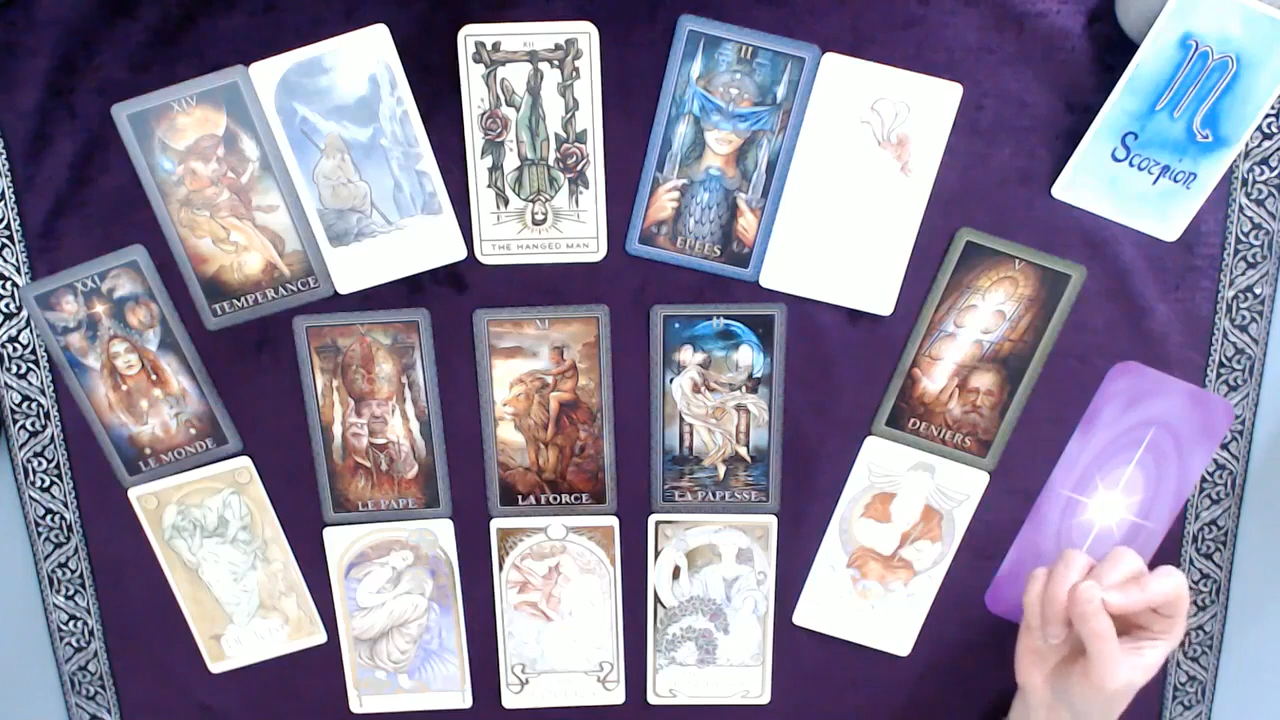 XIV
TEMPERANCE
XII
THE HANGED MAN
II
EPEES
Scorpion
XXI
LE MONDE
V
LE PAPE
XI
LA FORCE
II
LA PAPESSE
V
DENIERS